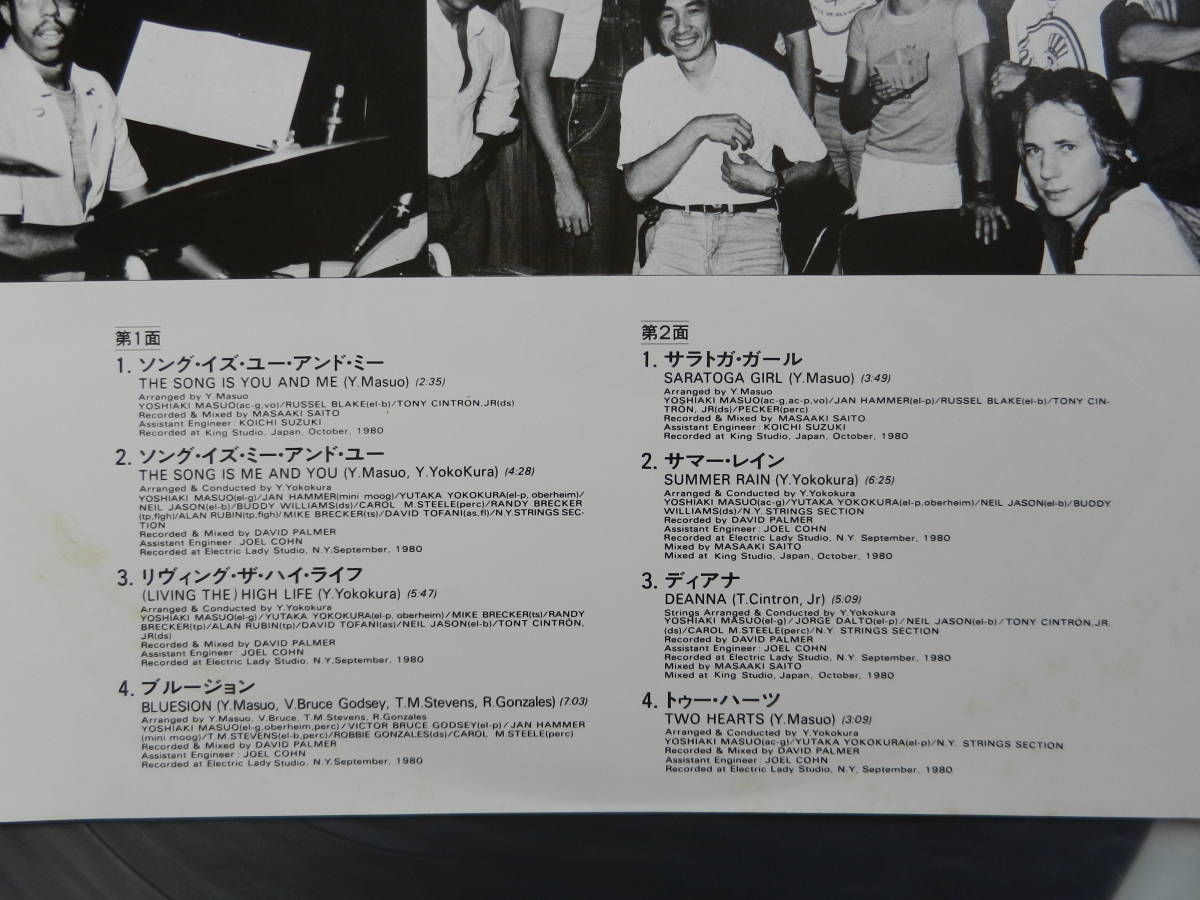 第1面
1. ソング・イズ・ユー・アンド・ミー
THE SONG IS YOU AND ME (Y.Masuo) (2:35)
Arranged by Y.Masuo
YOSHIAKI MASUO(ac-g,vo)/RUSSEL BLAKE(el-b)/TONY CINTRON,JR(ds)
Recorded & Mixed by MASAAKI SAITO
Assistant Engineer: KOICHI SUZUKI
Recorded at King Studio, Japan, October, 1980
2. ソング・イズ・ミー・アンド・ユー
THE SONG IS ME AND YOU (Y.Masuo, Y.YokoKura) (4:28)
Arranged & Conducted by Y.Yokokura
YOSHIAKI MASUO(el-g)/JAN HAMMER(mini moog)/YUTAKA YOKOKURA(el-p, oberheim)/
NEIL JASON(el-b)/BUDDY WILLIAMS(ds)/CAROL M.STEELE(perc)/RANDY BRECKER
(tp,flgh)/ALAN RUBIN(tp,flgh)/MIKE BRECKER(ts)/DAVID TOFANI(as,fl)/N.Y.STRINGS SEC-
TION
Recorded & Mixed by DAVID PALMER
Assistant Engineer: JOEL COHN
Recorded at Electric Lady Studio, N.Y.September, 1980
3. リヴィング・ザ・ハイ・ライフ
(LIVING THE) HIGH LIFE (Y.Yokokura) (5:47)
Arranged & Conducted by Y.Yokokura
YOSHIAKI MASUO(el-g)/YUTAKA YOKOKURA(el-p, oberheim)/MIKE BRECKER(ts)/RANDY
BRECKER(tp)/ALAN RUBIN(tp)/DAVID TOFANI(as)/NEIL JASON(el-b)/TONT CINTRÓN,
JR(ds)
Recorded & Mixed by DAVID PALMER
Assistant Engineer: JOEL COHN
Recorded at Electric Lady Studio, N.Y.September, 1980
4. ブルージョン
BLUESION (Y.Masuo, V.Bruce Godsey, T.M.Stevens, R.Gonzales) (7:03)
Arranged by Y.Masuo, V.Bruce, T.M.Stevens, R.Gonzales
YOSHIAKI MASUO(el-g,oberheim,perc)/VICTOR BRUCE GODSEY(el-p)/JAN HAMMER
(mini moog)/T.M.STEVENS(el-b,perc)/ROBBIE GONZALES(ds)/CAROL M.STEELE(perc)
Recorded & Mixed by DAVID PALMER
Assistant Engineer: JOEL COHN
Recorded at Electric Lady Studio, N.Y.September, 1980
第2面
1. サラトガ・ガール
SARATOGA GIRL (Y.Masuo) (3:49)
Arranged by Y.Masuo
YOSHIAKI MASUO(ac-g,ac-p,vo)/JAN HAMMER(el-p)/RUSSEL BLAKE(el-b)/TONY CIN-
TRÓN, JR(ds)/PECKER(perc)
Recorded & Mixed by MASAAKI SAITO
Assistant Engineer: KOICHI SUZUKI
Recorded at King Studio, Japan, October, 1980
2. サマー・レイン
SUMMER RAIN (Y.Yokokura) (6:25)
Arranged & Conducted by Y.Yokokura
YOSHIAKI MASUO(ac-g)/YUTAKA YOKOKURA(el-p,oberheim)/NEIL JASON(el-b)/BUDDY
WILLIAMS(ds)/N.Y. STRINGS SECTION
Recorded by DAVID PALMER
Assistant Engineer: JOEL COHN
Recorded at Electric Lady Studio, N.Y.September, 1980
Mixed by MASAAKI SAITO
Mixed at King Studio, Japan, October, 1980
3. ディアナ
DEANNA (T.Cintron, Jr) (5:09)
Strings Arranged & Conducted by Y.Yokokura
YOSHIAKI MASUO(el-g)/JORGE DALTO(el-p)/NEIL JASON(el-b)/TONY CINTRÓN,JR.
(ds)/CAROL M.STEELE(perc)/N.Y. STRINGS SECTION
Recorded by DAVID PALMER
Assistant Engineer: JOEL COHN
Recorded at Electric Lady Studio, N.Y.September, 1980
Mixed by MASAAKI SAITO
Mixed at King Studio, Japan, October, 1980
4. トゥー・ハーツ
TWO HEARTS (Y.Masuo) (3:09)
Arranged & Conducted by Y.Yokokura
YOSHIAKI MASUO(ac-g)/YUTAKA YOKOKURA(el-p)/N.Y. STRINGS SECTION
Recorded & Mixed by DAVID PALMER
Assistant Engineer: JOEL COHN
Recorded at Electric Lady Studio, N.Y, September, 1980